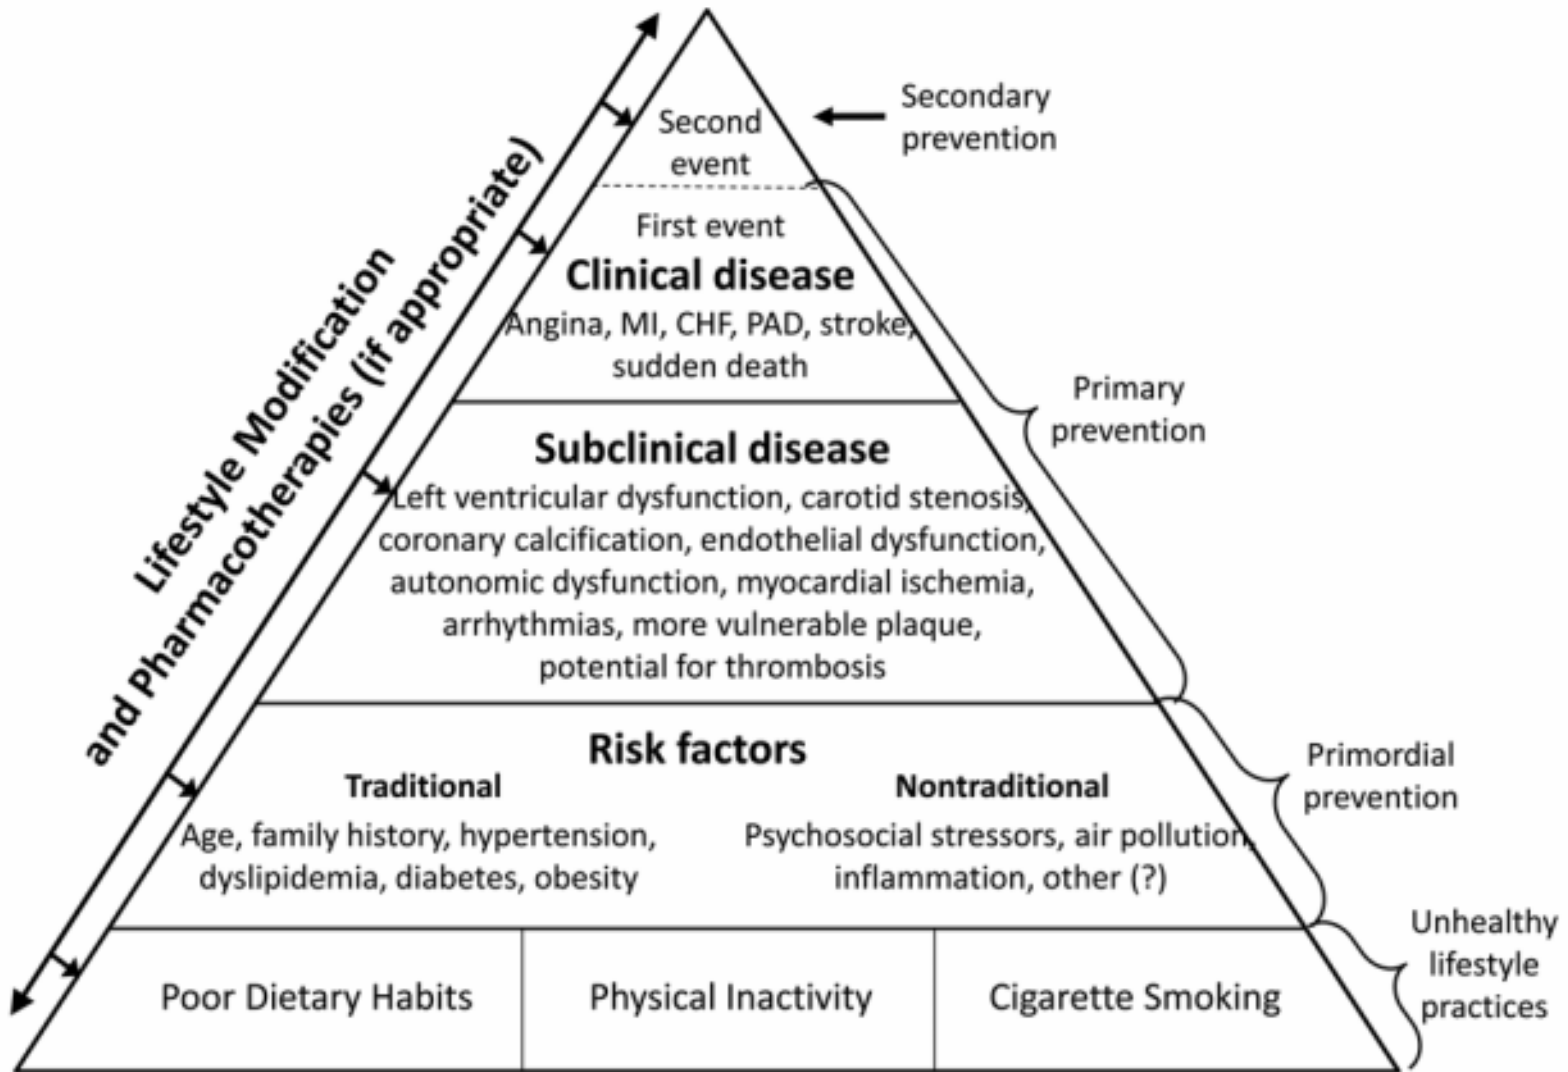 Second
event
Secondary
prevention
First event
Clinical disease
Angina, MI, CHF, PAD, stroke,
sudden death
Lifestyle Modification
and Pharmacotherapies (if appropriate)
Primary
prevention
Subclinical disease
Left ventricular dysfunction, carotid stenosis,
coronary calcification, endothelial dysfunction,
autonomic dysfunction, myocardial ischemia,
arrhythmias, more vulnerable plaque,
potential for thrombosis
Risk factors
Traditional
Age, family history, hypertension,
dyslipidemia, diabetes, obesity
Nontraditional
Psychosocial stressors, air pollution,
inflammation, other (?)
Primordial
prevention
Poor Dietary Habits
Physical Inactivity
Cigarette Smoking
Unhealthy
lifestyle
practices